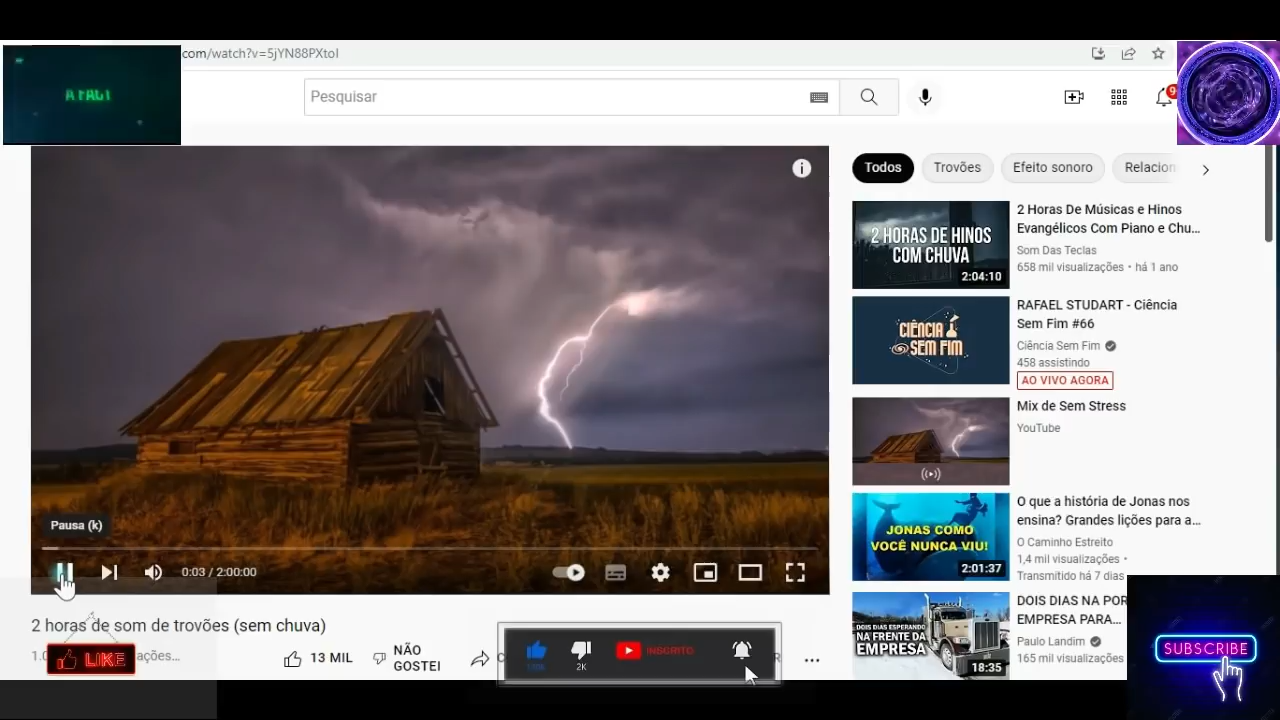 com/watch?v=5jYN88PXtoI
Pesquisar
9
Todos
Trovões
Efeito sonoro
Relacion
2 HORAS DE HINOS
COM CHUVA
2:04:10
2 Horas De Músicas e Hinos
Evangélicos Com Piano e Chu...
Som Das Teclas
658 mil visualizações • há 1 ano
CIÊNCIA
SEM FIM
RAFAEL STUDART - Ciência
Sem Fim #66
Ciência Sem Fim
458 assistindo
AO VIVO AGORA
Mix de Sem Stress
YouTube
JONAS COMO
VOCÊ NUNCA VIU!
2:01:37
O que a história de Jonas nos
ensina? Grandes lições para a...
O Caminho Estreito
1,4 mil visualizações •
Transmitido há 7 dias
DOIS DIAS ESPERANDO
NA FRENTE DA
EMPRESA
18:35
DOIS DIAS NA POR
EMPRESA PARA...
Paulo Landim
165 mil visualizações
Pausa (k)
0:03 / 2:00:00
2 horas de som de trovões (sem chuva)
ações...
LIKE
13 MIL
NÃO
GOSTEI
2K
INSCRITO
SUBSCRIBE